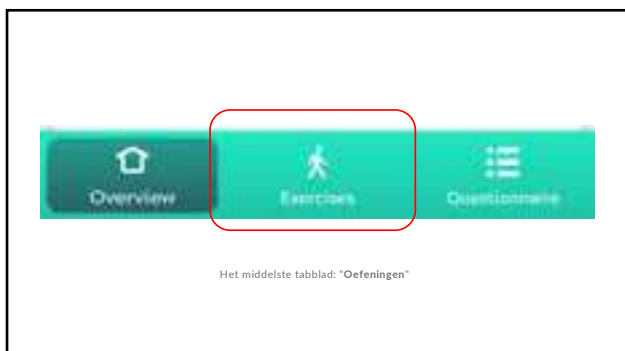 Overview
Exercises
Questionnaire
Het middelste tabblad: "Oefeningen"